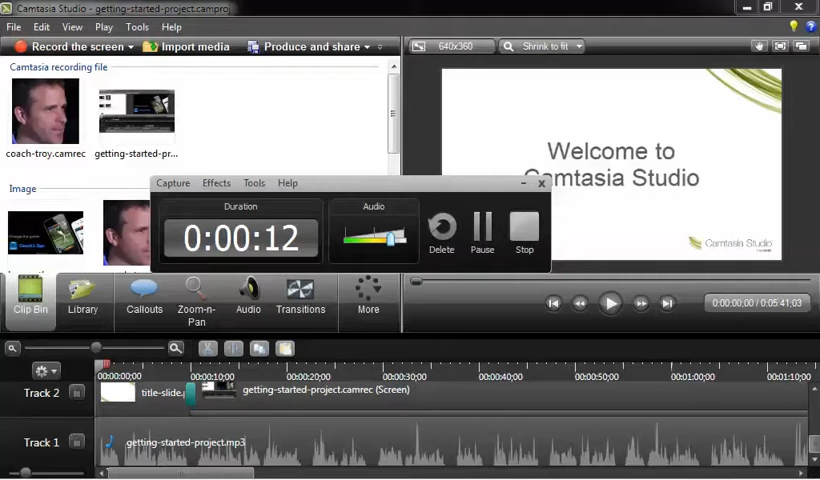 Camtasia Studio - getting-started-project.camproj
File Edit View Play Tools Help
Record the screen Import media Produce and share
640x360 Shrink to fit
Camtasia recording file
coach-troy.camrec getting-started-pr...
Image
Welcome to
Camtasia Studio
Camtasia Studio
Capture Effects Tools Help
Duration Audio
0:00:12
Delete Pause Stop
Clip Bin Library Callouts Zoom-n-Pan Audio Transitions More
0:00:00;00 / 0:05:41;03
00:00:00;00 00:00:10;00 00:00:20;00 00:00:30;00 00:00:40;00 00:00:50;00 00:01:00;00 00:01:10;00
Track 2 title-slide. getting-started-project.camrec (Screen)
Track 1 getting-started-project.mp3